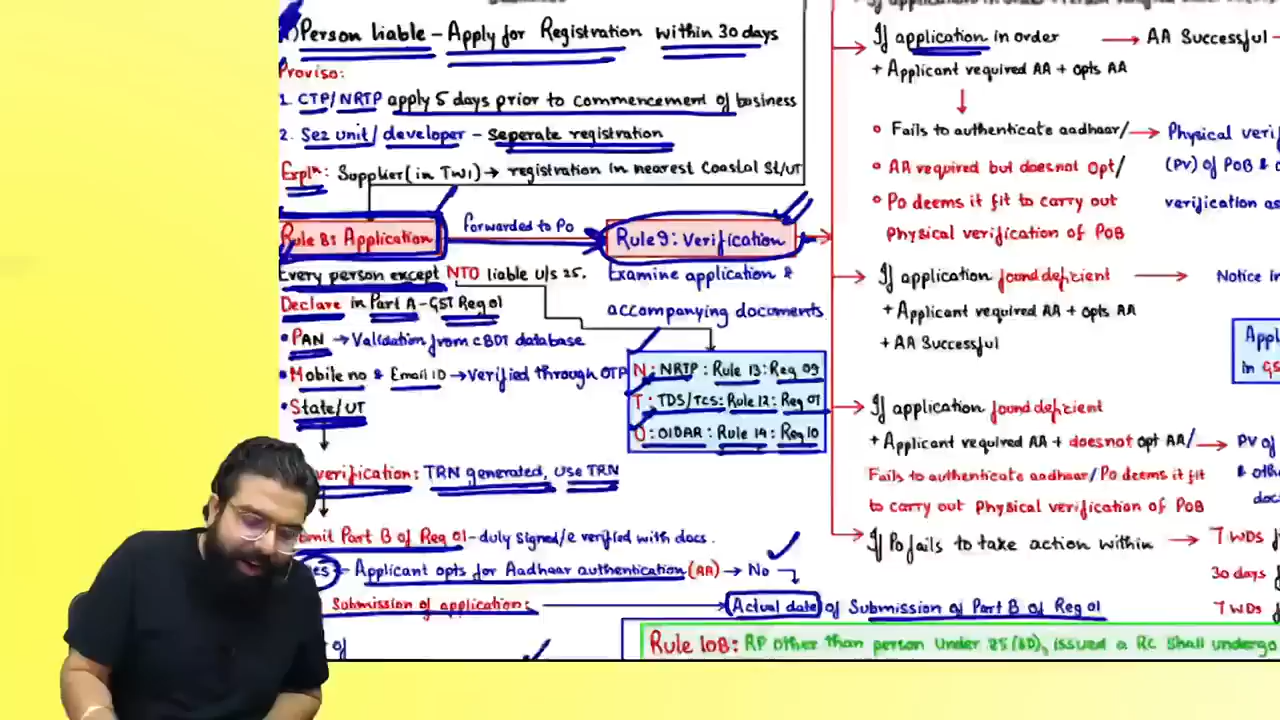 Person liable – Apply for Registration within 30 days
Proviso:
1. CTP/NRTP apply 5 days prior to commencement of business
2. Sez unit/developer – seperate registration
Explⁿ: Supplier (in TWI) → registration in nearest Coastal St/UT
Rule 8: Application
Forwarded to Po
Rule 9: Verification
Every person except NTO liable U/s 25.
Declare in Part A-GST Reg 01
•PAN → Validation from CBDT database
•Mobile no & Email ID → Verified through OTP
•State/UT
verification: TRN generated, Use TRN
Part B of Reg 01 - duly signed/e verified with docs.
Applicant opts for Aadhaar authentication (AA) → No
Submission of application:
Actual date of Submission of Part B of Reg 01
of
Examine application &
accompanying documents
N: NRTP: Rule 13: Reg 09
T: TDS/TCS: Rule 12: Reg 07
O: OIDAR: Rule 14: Reg 10
If application in order → AA Successful –
+ Applicant required AA + opts AA
• Fails to authenticate aadhaar/ → Physical
• AA required but doesnot Opt/
(PV) of PoB &
• Po deems it fit to carry out
verification
Physical verification of PoB
If application found deficient → Notice
+ Applicant required AA + opts AA
+ AA Successful
If application found deficient
+ Applicant required AA + doesnot opt AA/ → PV of
Fails to authenticate aadhaar/Po deems it fit
to carry out Physical verification of PoB
If Po fails to take action within → 7 WDs
30 days
7 WDs
Rule 10B: RP other than person under 25(6D), issued a RC shall undergo